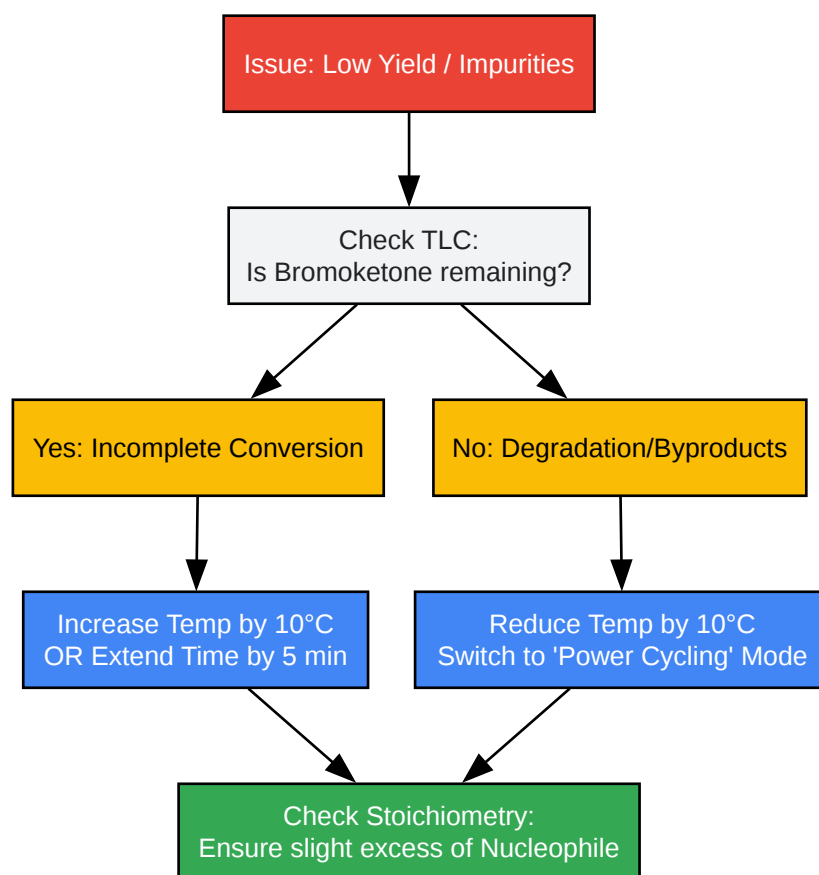 Issue: Low Yield / Impurities
Check TLC:
Is Bromoketone remaining?
Yes: Incomplete Conversion
No: Degradation/Byproducts
Increase Temp by 10°C
OR Extend Time by 5 min
Reduce Temp by 10°C
Switch to 'Power Cycling' Mode
Check Stoichiometry:
Ensure slight excess of Nucleophile